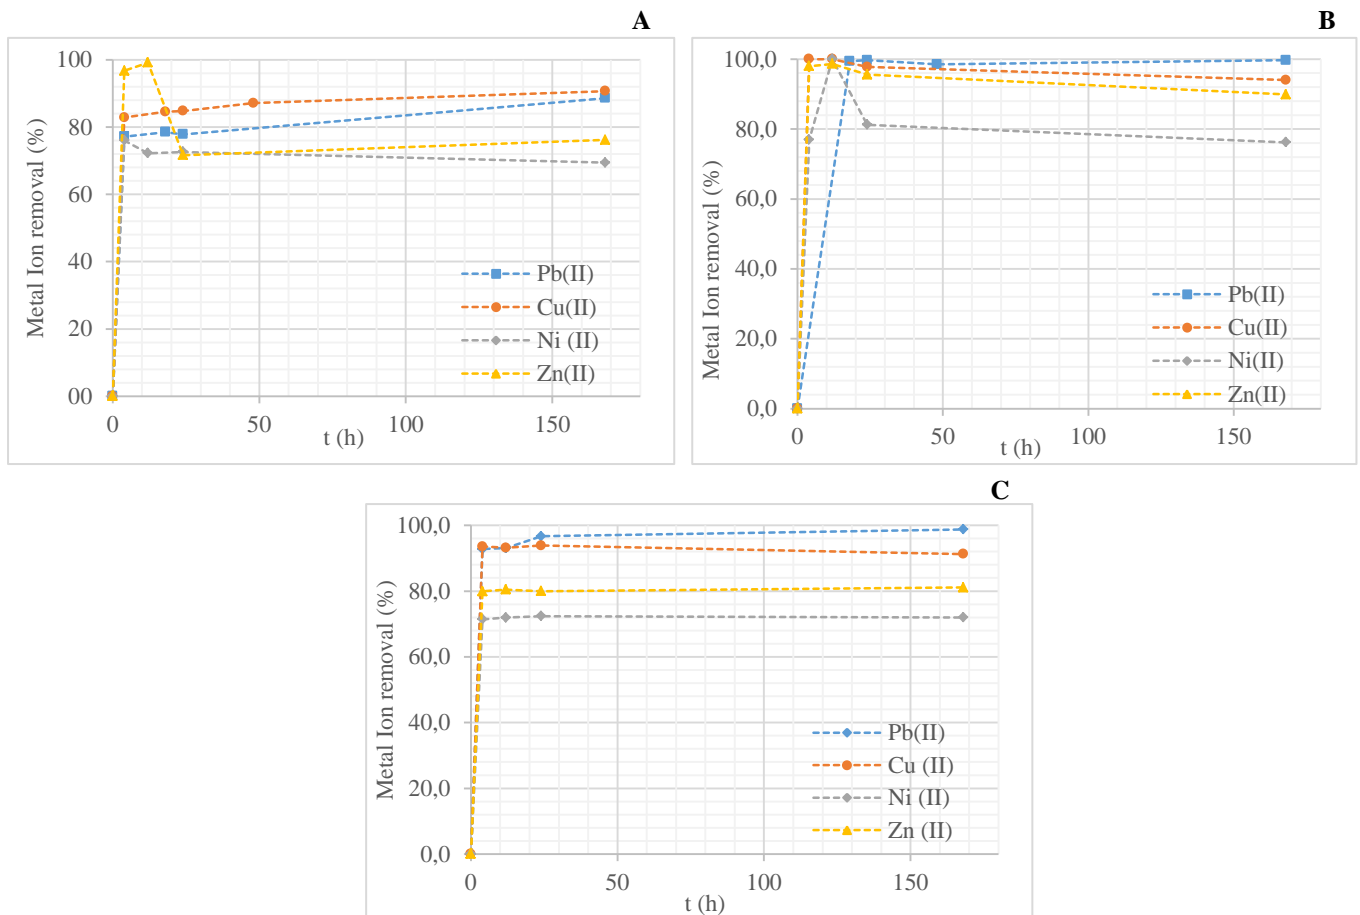 A
Metal Ion removal (%)
100
80
60
40
20
00
0 50 100 150
t (h)
Pb(II)
Cu(II)
Ni (II)
Zn(II)
B
Metal Ion removal (%)
100,0
80,0
60,0
40,0
20,0
0,0
0 50 100 150
t (h)
Pb(II)
Cu(II)
Ni(II)
Zn(II)
C
Metal Ion removal (%)
100,0
80,0
60,0
40,0
20,0
0,0
0 50 100 150
t (h)
Pb(II)
Cu (II)
Ni (II)
Zn (II)